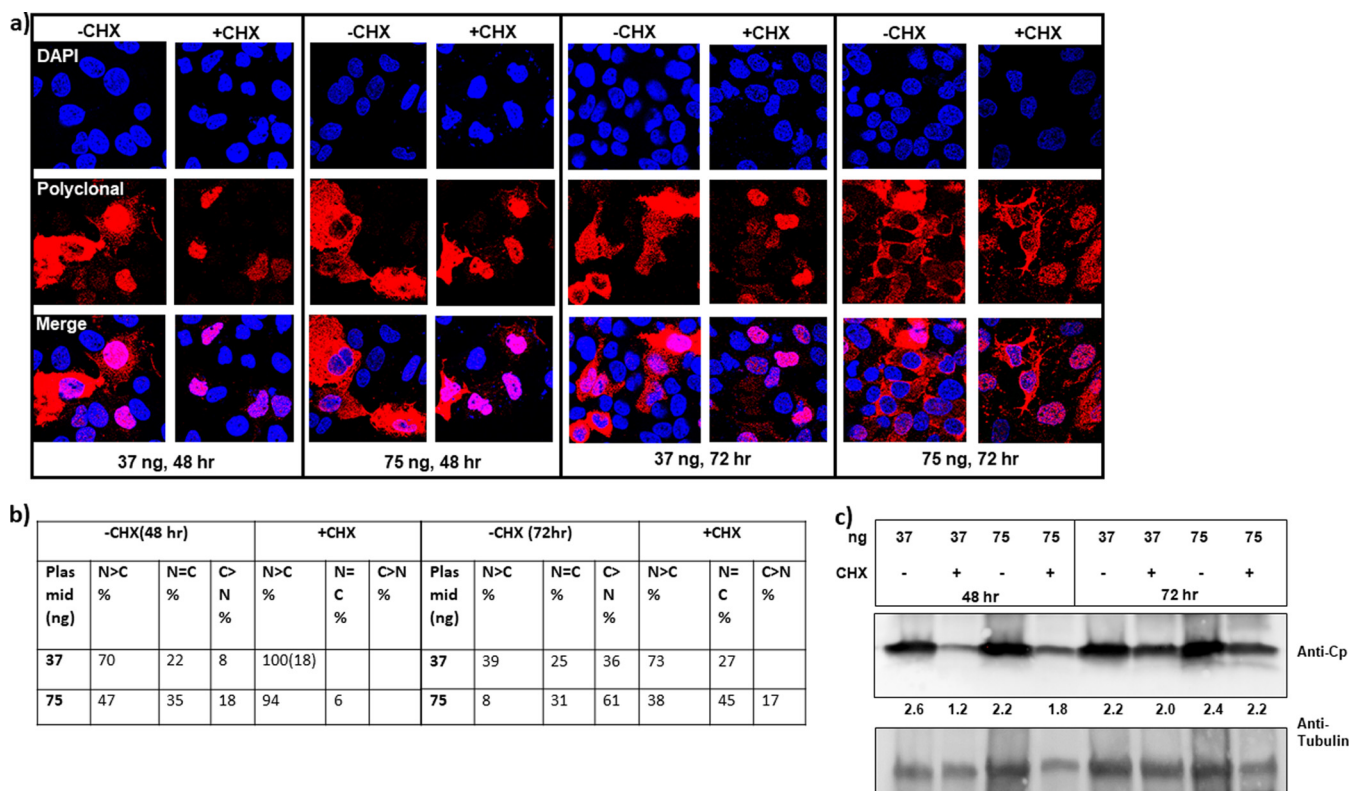 a)
-CHX +CHX -CHX +CHX -CHX +CHX -CHX +CHX
DAPI
Polyclonal
Merge
37 ng, 48 hr 75 ng, 48 hr 37 ng, 72 hr 75 ng, 72 hr
b)
-CHX(48 hr) +CHX -CHX (72hr) +CHX
Plas mid (ng) N>C % N=C % C> N % N>C % N= C % C>N % Plas mid (ng) N>C % N=C % C> N % N>C % N= C % C>N %
37 70 22 8 100(18) 37 39 25 36 73 27
75 47 35 18 94 6 75 8 31 61 38 45 17
c)
ng 37 37 75 75 37 37 75 75
CHX - + - + - + - +
48 hr 72 hr
Anti-Cp
2.6 1.2 2.2 1.8 2.2 2.0 2.4 2.2
Anti-
Tubulin